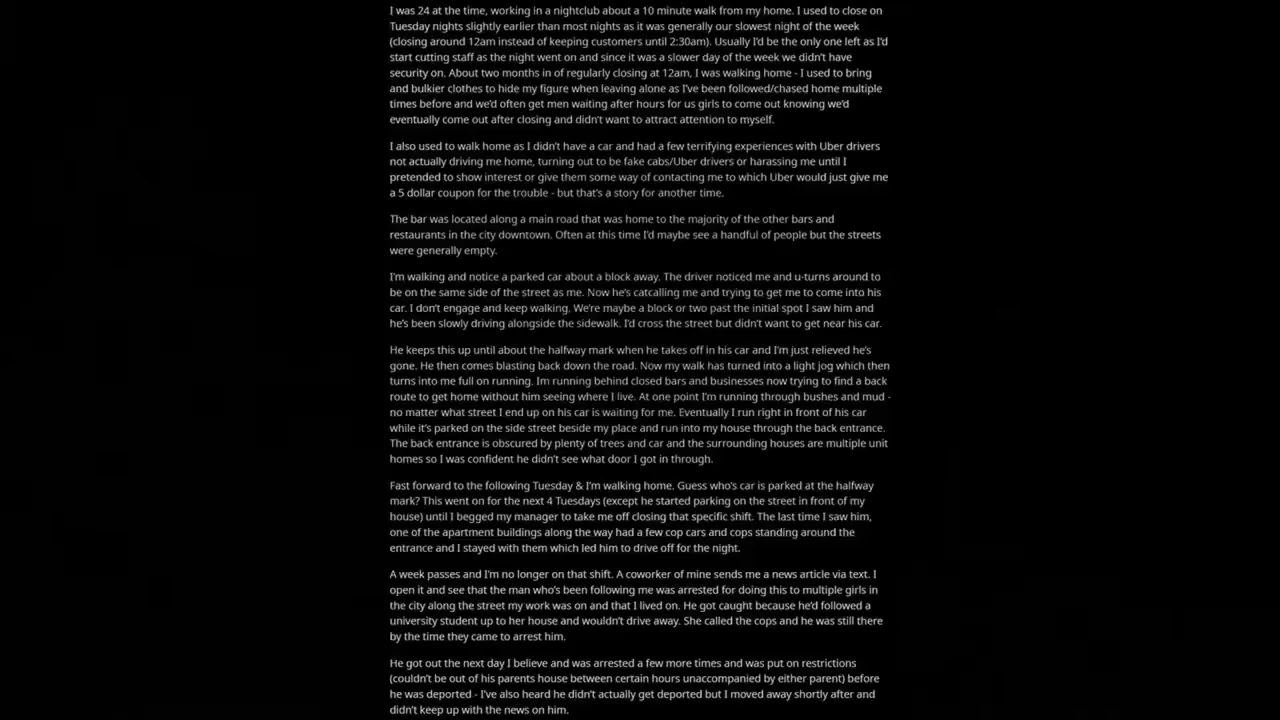 I was 24 at the time, working in a nightclub about a 10 minute walk from my home. I used to close on
Tuesday nights slightly earlier than most nights as it was generally our slowest night of the week
(closing around 12am instead of keeping customers until 2:30am). Usually I'd be the only one left as I'd
start cutting staff as the night went on and since it was a slower day of the week we didn't have
security on. About two months in of regularly closing at 12am, I was walking home - I used to bring
and bulkier clothes to hide my figure when leaving alone as I've been followed/chased home multiple
times before and we'd often get men waiting after hours for us girls to come out knowing we'd
eventually come out after closing and didn't want to attract attention to myself.
I also used to walk home as I didn't have a car and had a few terrifying experiences with Uber drivers
not actually driving me home, turning out to be fake cabs/Uber drivers or harassing me until I
pretended to show interest or give them some way of contacting me to which Uber would just give me
a 5 dollar coupon for the trouble - but that's a story for another time.
The bar was located along a main road that was home to the majority of the other bars and
restaurants in the city downtown. Often at this time I'd maybe see a handful of people but the streets
were generally empty.
I'm walking and notice a parked car about a block away. The driver noticed me and u-turns around to
be on the same side of the street as me. Now he's catcalling me and trying to get me to come into his
car. I don't engage and keep walking. We're maybe a block or two past the initial spot I saw him and
he's been slowly driving alongside the sidewalk. I'd cross the street but didn't want to get near his car.
He keeps this up until about the halfway mark when he takes off in his car and I'm just relieved he's
gone. He then comes blasting back down the road. Now my walk has turned into a light jog which then
turns into me full on running. Im running behind closed bars and businesses now trying to find a back
route to get home without him seeing where I live. At one point I'm running through bushes and mud -
no matter what street I end up on his car is waiting for me. Eventually I run right in front of his car
while it's parked on the side street beside my place and run into my house through the back entrance.
The back entrance is obscured by plenty of trees and car and the surrounding houses are multiple unit
homes so I was confident he didn't see what door I got in through.
Fast forward to the following Tuesday & I'm walking home. Guess who's car is parked at the halfway
mark? This went on for the next 4 Tuesdays (except he started parking on the street in front of my
house) until I begged my manager to take me off closing that specific shift. The last time I saw him,
one of the apartment buildings along the way had a few cop cars and cops standing around the
entrance and I stayed with them which led him to drive off for the night.
A week passes and I'm no longer on that shift. A coworker of mine sends me a news article via text. I
open it and see that the man who's been following me was arrested for doing this to multiple girls in
the city along the street my work was on and that I lived on. He got caught because he'd followed a
university student up to her house and wouldn't drive away. She called the cops and he was still there
by the time they came to arrest him.
He got out the next day I believe and was arrested a few more times and was put on restrictions
(couldn't be out of his parents house between certain hours unaccompanied by either parent) before
he was deported - I've also heard he didn't actually get deported but I moved away shortly after and
didn't keep up with the news on him.